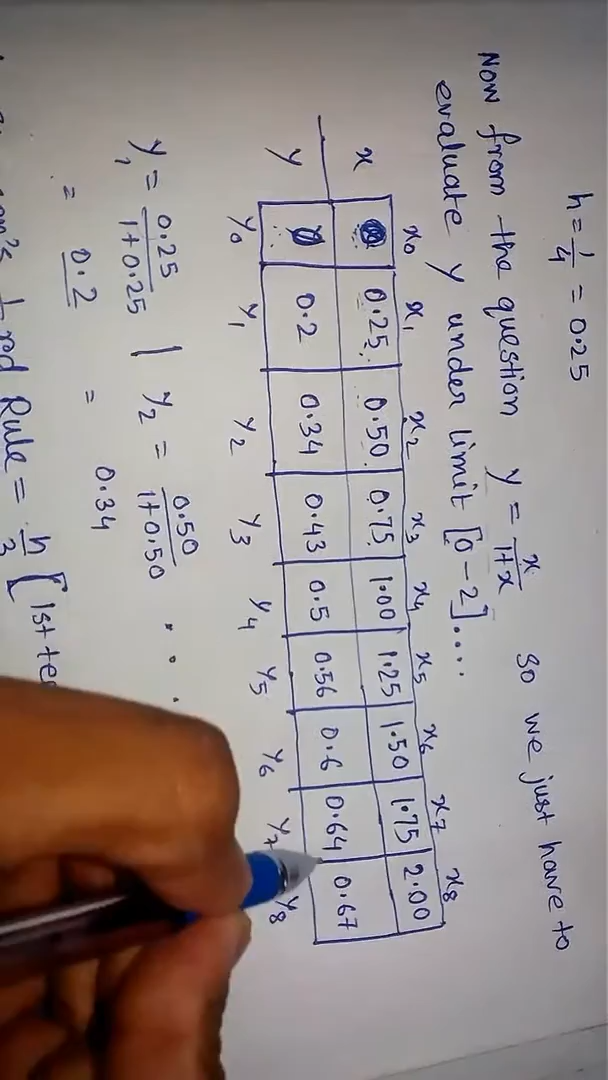 h = 1/4 = 0.25
Now from the question y = x/1+x so we just have to
evaluate y under limit [0-2]....
x0 x1 x2 x3 x4 x5 x6 x7 x8
x 0.25 0.50 0.75 1.00 1.25 1.50 1.75 2.00
y 0.2 0.34 0.43 0.5 0.56 0.6 0.64 0.67
y0 y1 y2 y3 y4 y5 y6 y7 y8
y1 = 0.25/1+0.25 | y2 = 0.50/1+0.50 ...
= 0.2 = 0.34
Rule = h/3 [1st